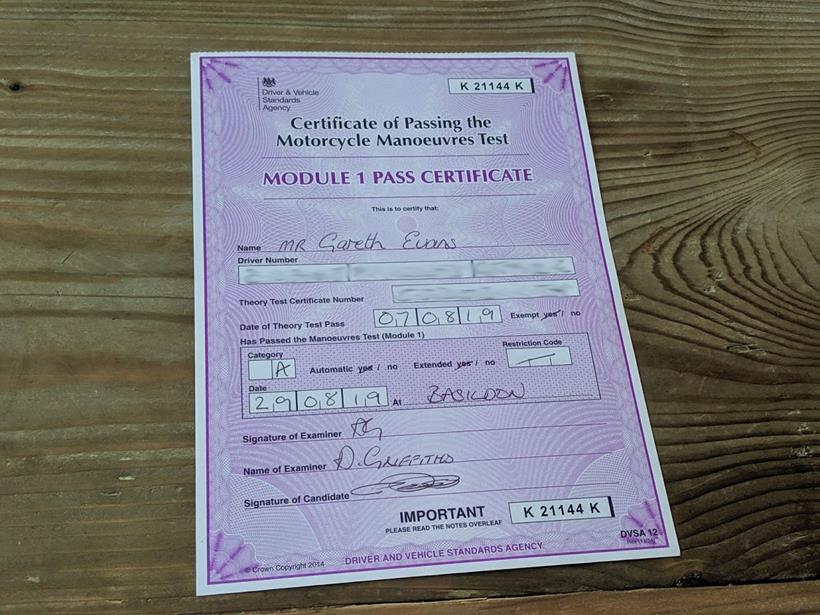 Driver & Vehicle
Standards
Agency
K 21144 K
Certificate of Passing the
Motorcycle Manoeuvres Test
MODULE 1 PASS CERTIFICATE
This is to certify that:
Name MR Gareth Evans
Driver Number
Theory Test Certificate Number
Date of Theory Test Pass 07 08 19 Exempt yes / no
Has Passed the Manoeuvres Test (Module 1)
Category Restriction Code
A Automatic yes / no Extended yes / no
Date
29 08 19 At BASILDON
Signature of Examiner
Name of Examiner D. GRIFFITHS
Signature of Candidate
IMPORTANT K 21144 K
PLEASE READ THE NOTES OVERLEAF
DVSA 12
© Crown Copyright 2014 DRIVER AND VEHICLE STANDARDS AGENCY